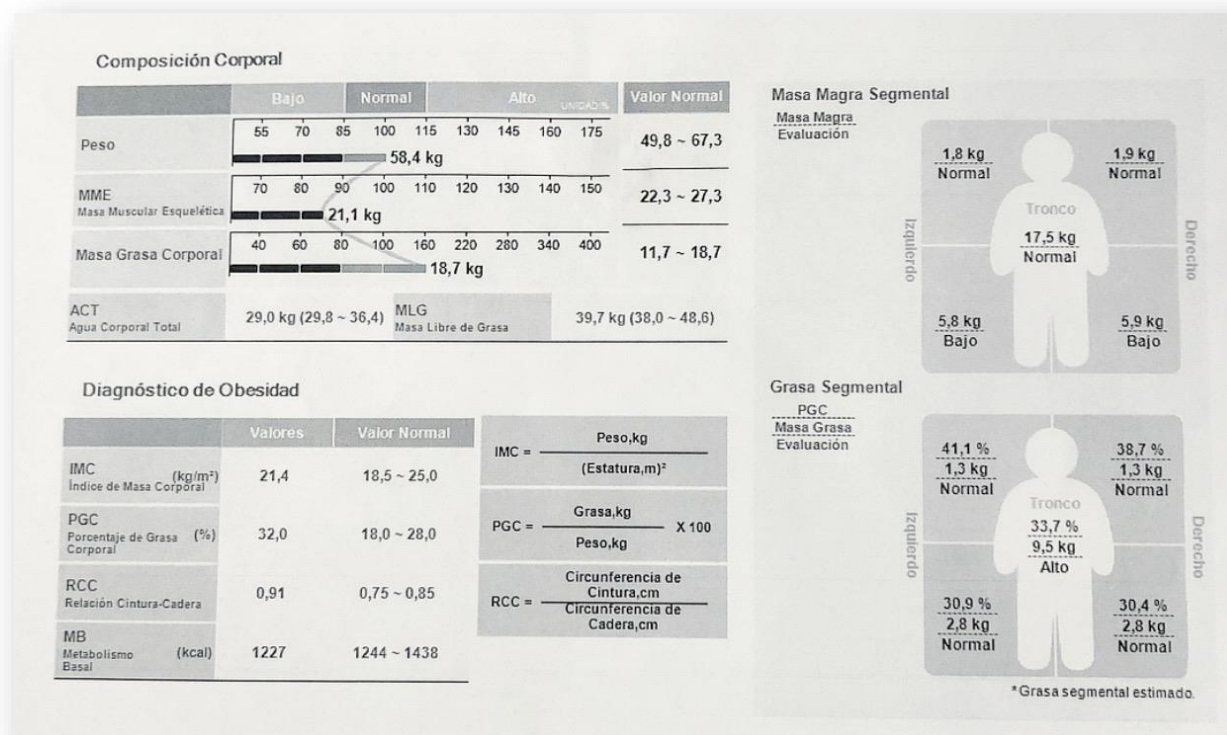 Composición Corporal
Bajo Normal Alto UNIDAD:% Valor Normal
Peso
55 70 85 100 115 130 145 160 175
58,4 kg
49,8 ~ 67,3
MME
Masa Muscular Esquelética
70 80 90 100 110 120 130 140 150
21,1 kg
22,3 ~ 27,3
Masa Grasa Corporal
40 60 80 100 160 220 280 340 400
18,7 kg
11,7 ~ 18,7
ACT
Agua Corporal Total
29,0 kg (29,8 ~ 36,4)
MLG
Masa Libre de Grasa
39,7 kg (38,0 ~ 48,6)
Diagnóstico de Obesidad
Valores Valor Normal
IMC (kg/m²)
Índice de Masa Corporal
21,4 18,5 ~ 25,0
PGC
Porcentaje de Grasa (%)
Corporal
32,0 18,0 ~ 28,0
RCC
Relación Cintura-Cadera
0,91 0,75 ~ 0,85
MB
Metabolismo (kcal)
Basal
1227 1244 ~ 1438
Peso,kg
IMC =
(Estatura,m)²
Grasa,kg
PGC = X 100
Peso,kg
Circunferencia de
Cintura,cm
RCC =
Circunferencia de
Cadera,cm
Masa Magra Segmental
Masa Magra
Evaluación
1,8 kg
Normal
1,9 kg
Normal
Tronco
17,5 kg
Normal
Izquierdo
Derecho
5,8 kg
Bajo
5,9 kg
Bajo
Grasa Segmental
PGC
Masa Grasa
Evaluación
41,1 %
1,3 kg
Normal
38,7 %
1,3 kg
Normal
Tronco
33,7 %
9,5 kg
Alto
Izquierdo
Derecho
30,9 %
2,8 kg
Normal
30,4 %
2,8 kg
Normal
*Grasa segmental estimado.